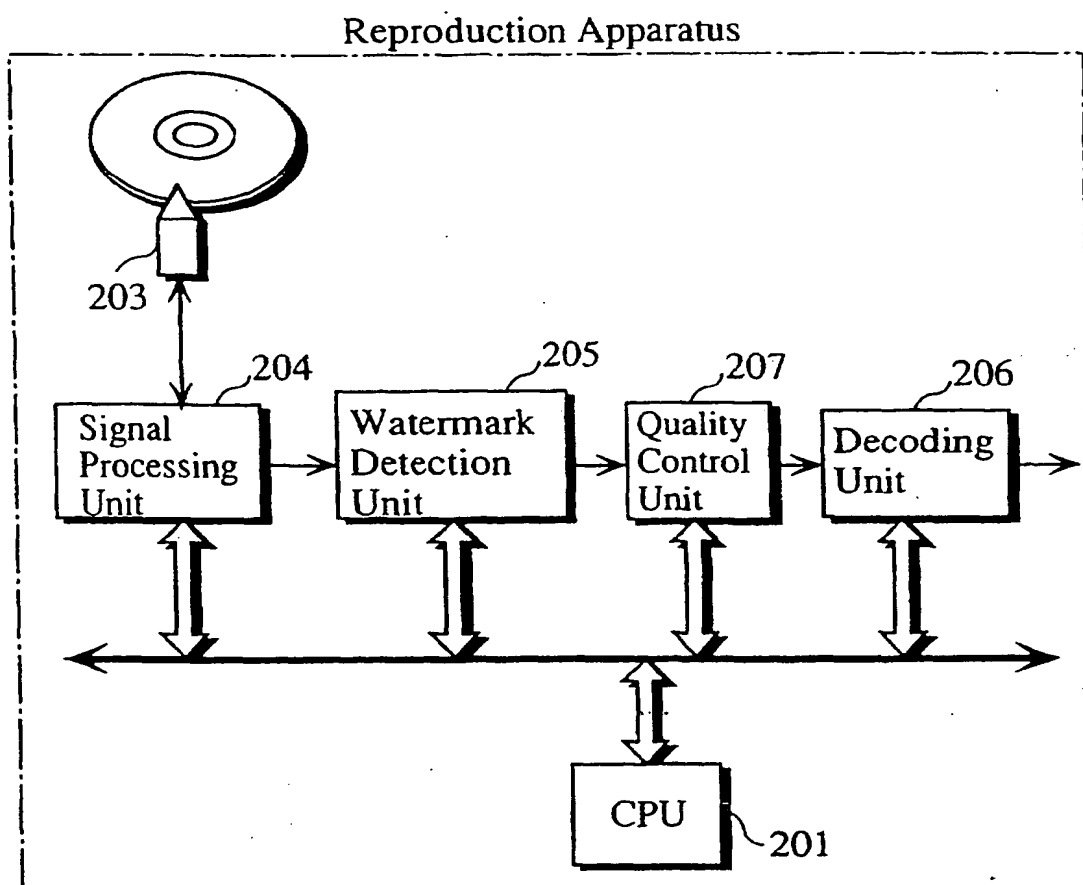 Reproduction Apparatus
203
204
205
207
206
Signal
Processing
Unit
Watermark
Detection
Unit
Quality
Control
Unit
Decoding
Unit
CPU
201